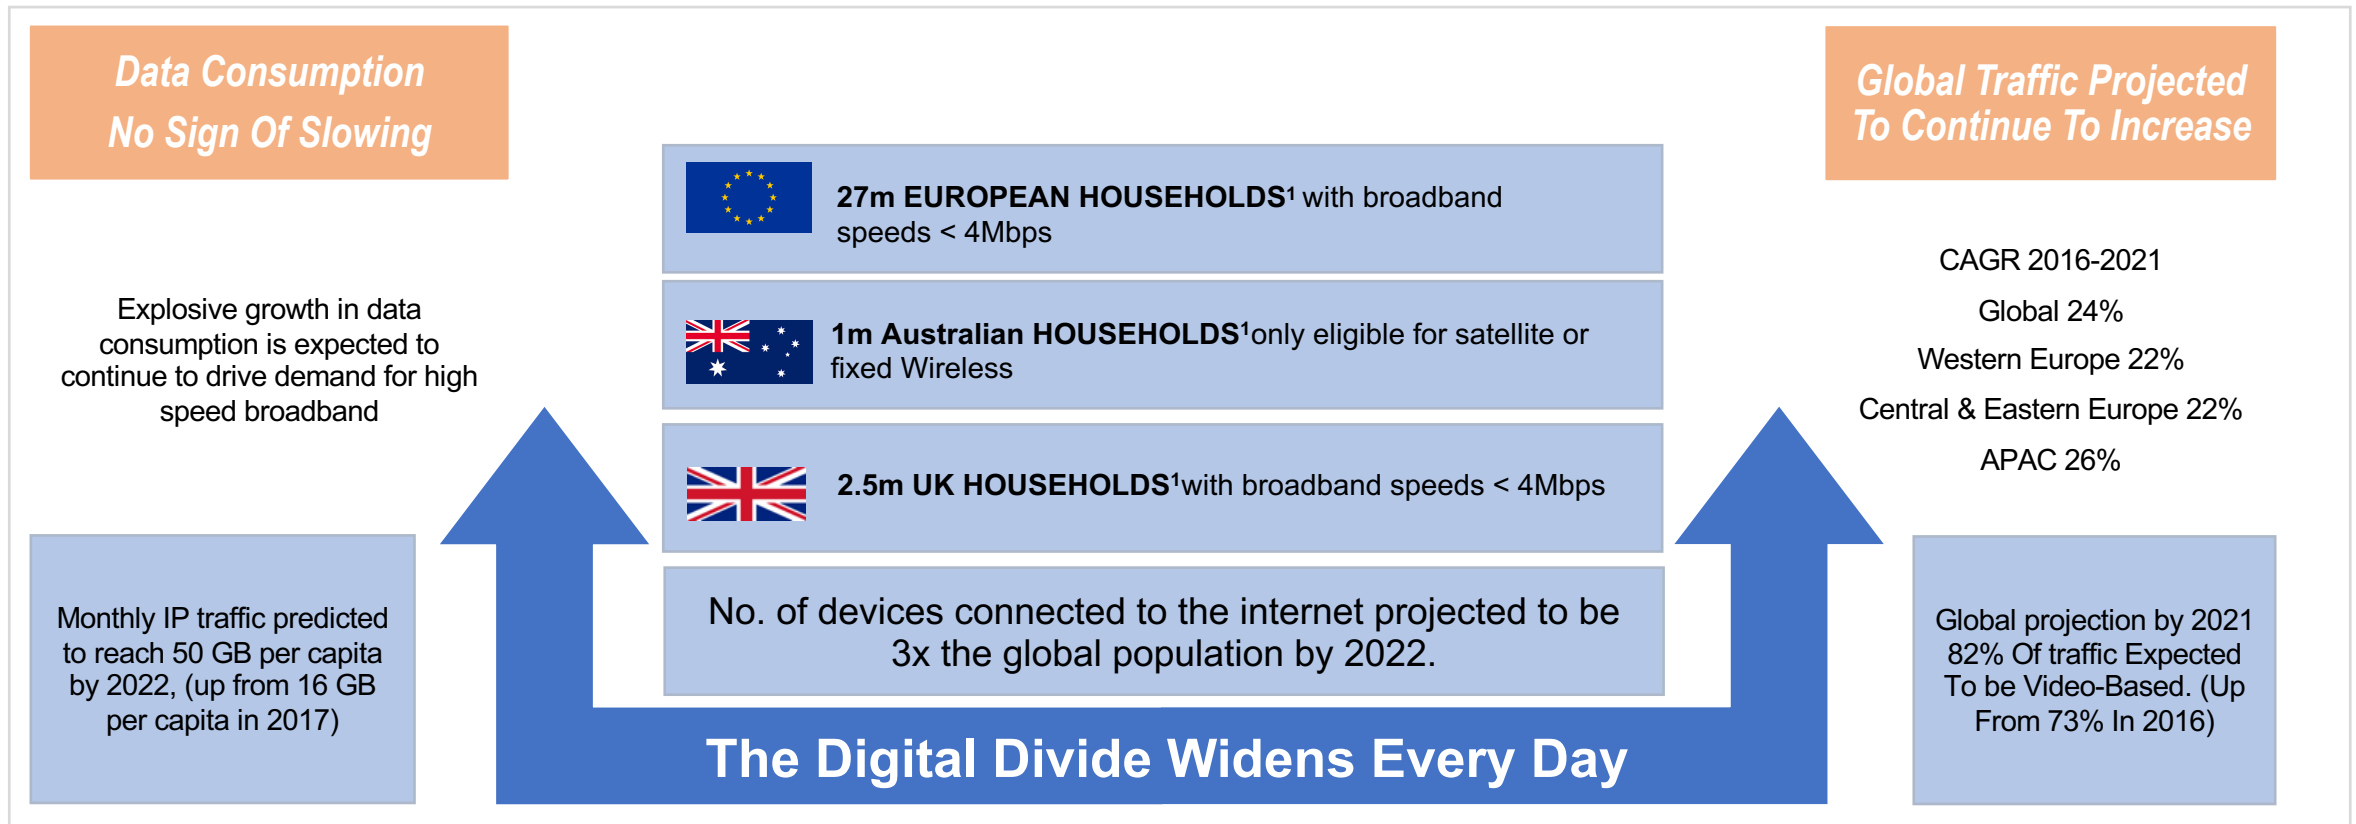 Data Consumption
No Sign Of Slowing
Explosive growth in data
consumption is expected to
continue to drive demand for high
speed broadband
Monthly IP traffic predicted
to reach 50 GB per capita
by 2022, (up from 16 GB
per capita in 2017)
27m EUROPEAN HOUSEHOLDS¹ with broadband
speeds < 4Mbps
1m Australian HOUSEHOLDS¹only eligible for satellite or
fixed Wireless
2.5m UK HOUSEHOLDS¹with broadband speeds < 4Mbps
No. of devices connected to the internet projected to be
3x the global population by 2022.
The Digital Divide Widens Every Day
Global Traffic Projected
To Continue To Increase
CAGR 2016-2021
Global 24%
Western Europe 22%
Central & Eastern Europe 22%
APAC 26%
Global projection by 2021
82% Of traffic Expected
To be Video-Based. (Up
From 73% In 2016)